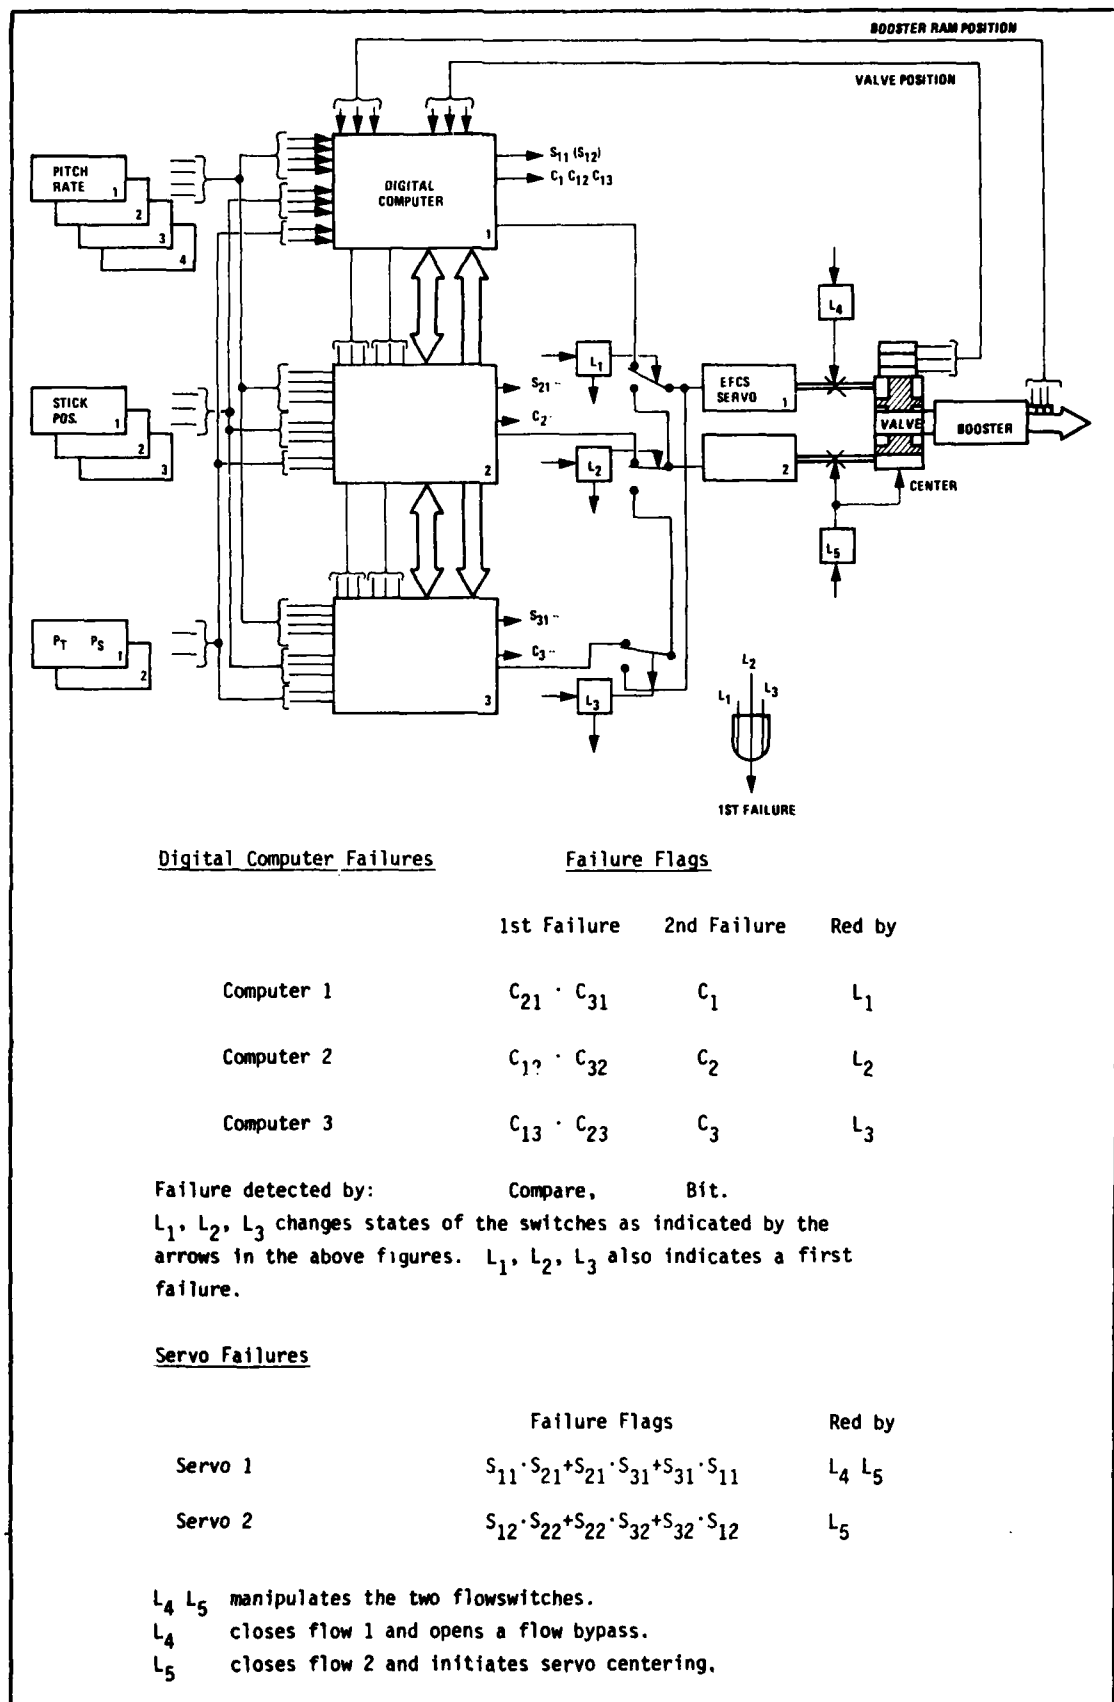 BOOSTER RAM POSITION
VALVE POSITION
PITCH RATE 1
2
3
4
DIGITAL COMPUTER
1
S11 (S12)
C1 C12 C13
L4
STICK POS. 1
2
3
2
S21 --
C2 --
L1
L2
EFCS SERVO 1
2
VALVE
BOOSTER
CENTER
L5
PT PS 1
2
3
S31 --
C3 --
L3
L2
L1 L3
1ST FAILURE
Digital Computer Failures Failure Flags
1st Failure 2nd Failure Red by
Computer 1 C21 · C31 C1 L1
Computer 2 C1? · C32 C2 L2
Computer 3 C13 · C23 C3 L3
Failure detected by: Compare, Bit.
L1, L2, L3 changes states of the switches as indicated by the
arrows in the above figures. L1, L2, L3 also indicates a first
failure.
Servo Failures
Failure Flags Red by
Servo 1 S11·S21+S21·S31+S31·S11 L4 L5
Servo 2 S12·S22+S22·S32+S32·S12 L5
L4 L5 manipulates the two flowswitches.
L4 closes flow 1 and opens a flow bypass.
L5 closes flow 2 and initiates servo centering.